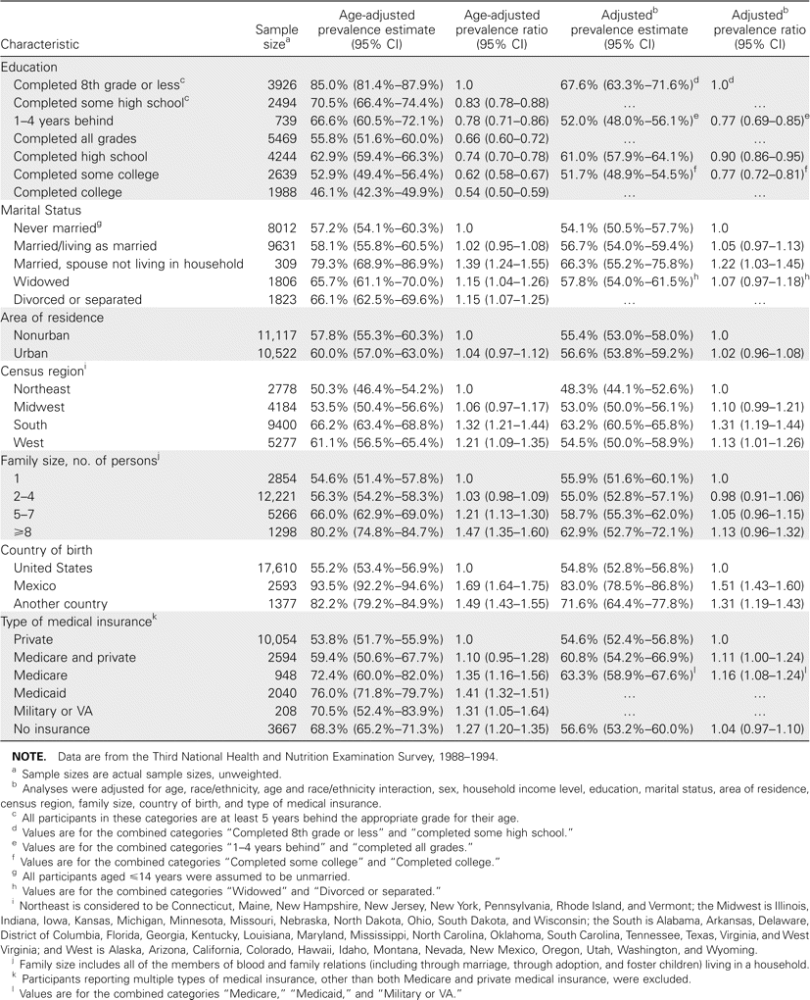 Characteristic Sample size^a Age-adjusted prevalence estimate (95% CI) Age-adjusted prevalence ratio (95% CI) Adjusted^b prevalence estimate (95% CI) Adjusted^b prevalence ratio (95% CI)
Education
Completed 8th grade or less^c 3926 85.0% (81.4%–87.9%) 1.0 67.6% (63.3%–71.6%)^d 1.0^d
Completed some high school^c 2494 70.5% (66.4%–74.4%) 0.83 (0.78–0.88) … …
1–4 years behind 739 66.6% (60.5%–72.1%) 0.78 (0.71–0.86) 52.0% (48.0%–56.1%)^e 0.77 (0.69–0.85)^e
Completed all grades 5469 55.8% (51.6%–60.0%) 0.66 (0.60–0.72) … …
Completed high school 4244 62.9% (59.4%–66.3%) 0.74 (0.70–0.78) 61.0% (57.9%–64.1%) 0.90 (0.86–0.95)
Completed some college 2639 52.9% (49.4%–56.4%) 0.62 (0.58–0.67) 51.7% (48.9%–54.5%)^f 0.77 (0.72–0.81)^f
Completed college 1988 46.1% (42.3%–49.9%) 0.54 (0.50–0.59) … …
Marital Status
Never married^g 8012 57.2% (54.1%–60.3%) 1.0 54.1% (50.5%–57.7%) 1.0
Married/living as married 9631 58.1% (55.8%–60.5%) 1.02 (0.95–1.08) 56.7% (54.0%–59.4%) 1.05 (0.97–1.13)
Married, spouse not living in household 309 79.3% (68.9%–86.9%) 1.39 (1.24–1.55) 66.3% (55.2%–75.8%) 1.22 (1.03–1.45)
Widowed 1806 65.7% (61.1%–70.0%) 1.15 (1.04–1.26) 57.8% (54.0%–61.5%)^h 1.07 (0.97–1.18)^h
Divorced or separated 1823 66.1% (62.5%–69.6%) 1.15 (1.07–1.25) … …
Area of residence
Nonurban 11,117 57.8% (55.3%–60.3%) 1.0 55.4% (53.0%–58.0%) 1.0
Urban 10,522 60.0% (57.0%–63.0%) 1.04 (0.97–1.12) 56.6% (53.8%–59.2%) 1.02 (0.96–1.08)
Census region^i
Northeast 2778 50.3% (46.4%–54.2%) 1.0 48.3% (44.1%–52.6%) 1.0
Midwest 4184 53.5% (50.4%–56.6%) 1.06 (0.97–1.17) 53.0% (50.0%–56.1%) 1.10 (0.99–1.21)
South 9400 66.2% (63.4%–68.8%) 1.32 (1.21–1.44) 63.2% (60.5%–65.8%) 1.31 (1.19–1.44)
West 5277 61.1% (56.5%–65.4%) 1.21 (1.09–1.35) 54.5% (50.0%–58.9%) 1.13 (1.01–1.26)
Family size, no. of persons^j
1 2854 54.6% (51.4%–57.8%) 1.0 55.9% (51.6%–60.1%) 1.0
2–4 12,221 56.3% (54.2%–58.3%) 1.03 (0.98–1.09) 55.0% (52.8%–57.1%) 0.98 (0.91–1.06)
5–7 5266 66.0% (62.9%–69.0%) 1.21 (1.13–1.30) 58.7% (55.3%–62.0%) 1.05 (0.96–1.15)
⩾8 1298 80.2% (74.8%–84.7%) 1.47 (1.35–1.60) 62.9% (52.7%–72.1%) 1.13 (0.96–1.32)
Country of birth
United States 17,610 55.2% (53.4%–56.9%) 1.0 54.8% (52.8%–56.8%) 1.0
Mexico 2593 93.5% (92.2%–94.6%) 1.69 (1.64–1.75) 83.0% (78.5%–86.8%) 1.51 (1.43–1.60)
Another country 1377 82.2% (79.2%–84.9%) 1.49 (1.43–1.55) 71.6% (64.4%–77.8%) 1.31 (1.19–1.43)
Type of medical insurance^k
Private 10,054 53.8% (51.7%–55.9%) 1.0 54.6% (52.4%–56.8%) 1.0
Medicare and private 2594 59.4% (50.6%–67.7%) 1.10 (0.95–1.28) 60.8% (54.2%–66.9%) 1.11 (1.00–1.24)
Medicare 948 72.4% (60.0%–82.0%) 1.35 (1.16–1.56) 63.3% (58.9%–67.6%)^l 1.16 (1.08–1.24)^l
Medicaid 2040 76.0% (71.8%–79.7%) 1.41 (1.32–1.51) … …
Military or VA 208 70.5% (52.4%–83.9%) 1.31 (1.05–1.64) … …
No insurance 3667 68.3% (65.2%–71.3%) 1.27 (1.20–1.35) 56.6% (53.2%–60.0%) 1.04 (0.97–1.10)
NOTE. Data are from the Third National Health and Nutrition Examination Survey, 1988–1994.
^a Sample sizes are actual sample sizes, unweighted.
^b Analyses were adjusted for age, race/ethnicity, age and race/ethnicity interaction, sex, household income level, education, marital status, area of residence,
census region, family size, country of birth, and type of medical insurance.
^c All participants in these categories are at least 5 years behind the appropriate grade for their age.
^d Values are for the combined categories “Completed 8th grade or less” and “completed some high school.”
^e Values are for the combined categories “1–4 years behind” and “completed all grades.”
^f Values are for the combined categories “Completed some college” and “Completed college.”
^g All participants aged ⩽14 years were assumed to be unmarried.
^h Values are for the combined categories “Widowed” and “Divorced or separated.”
^i Northeast is considered to be Connecticut, Maine, New Hampshire, New Jersey, New York, Pennsylvania, Rhode Island, and Vermont; the Midwest is Illinois,
Indiana, Iowa, Kansas, Michigan, Minnesota, Missouri, Nebraska, North Dakota, Ohio, South Dakota, and Wisconsin; the South is Alabama, Arkansas, Delaware,
District of Columbia, Florida, Georgia, Kentucky, Louisiana, Maryland, Mississippi, North Carolina, Oklahoma, South Carolina, Tennessee, Texas, Virginia, and West
Virginia; and West is Alaska, Arizona, California, Colorado, Hawaii, Idaho, Montana, Nevada, New Mexico, Oregon, Utah, Washington, and Wyoming.
^j Family size includes all of the members of blood and family relations (including through marriage, through adoption, and foster children) living in a household.
^k Participants reporting multiple types of medical insurance, other than both Medicare and private medical insurance, were excluded.
^l Values are for the combined categories “Medicare,” “Medicaid,” and “Military or VA.”